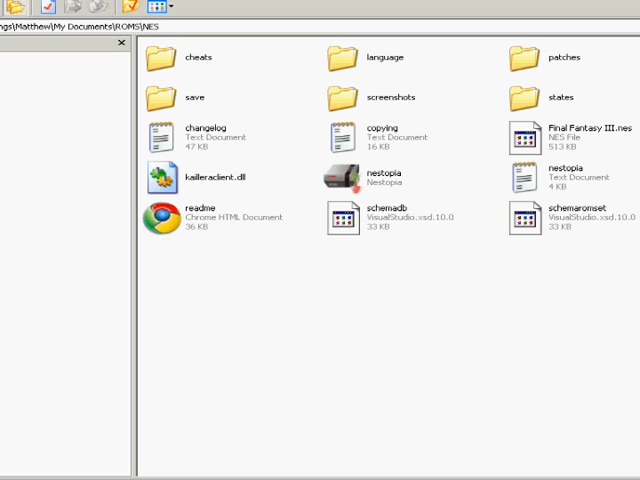 ngs\Matthew\My Documents\ROMS\NES
cheats
language
patches
save
screenshots
states
changelog
Text Document
47 KB
copying
Text Document
16 KB
Final Fantasy III.nes
NES File
513 KB
kailleraclient.dll
nestopia
Nestopia
nestopia
Text Document
4 KB
readme
Chrome HTML Document
36 KB
schemadb
VisualStudio.xsd.10.0
33 KB
schemaromset
VisualStudio.xsd.10.0
33 KB